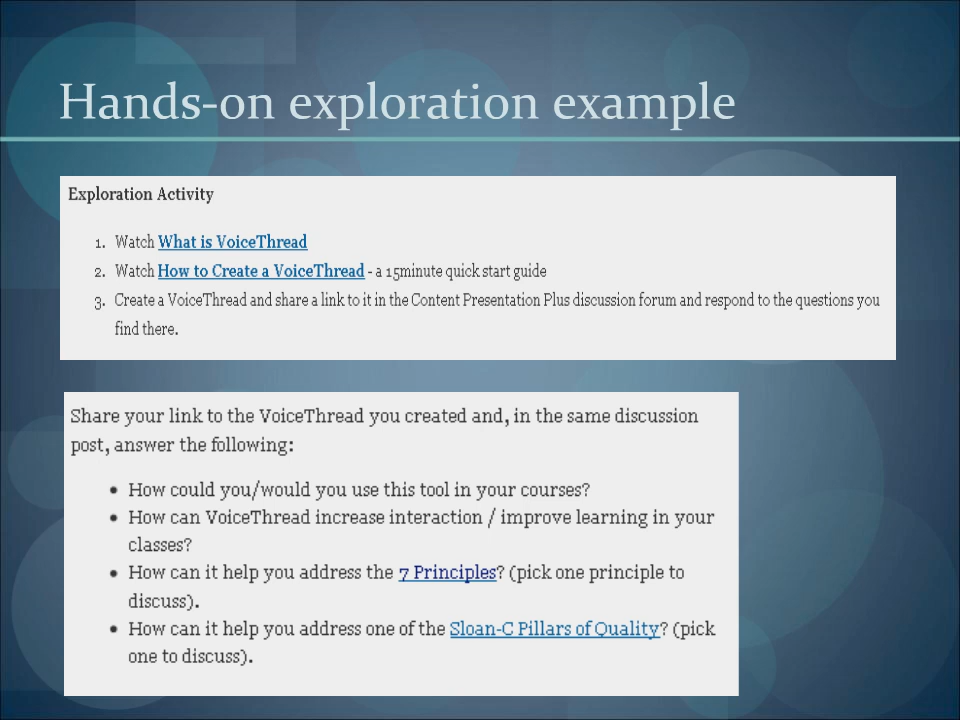 Hands-on exploration example
Exploration Activity
1. Watch What is VoiceThread
2. Watch How to Create a VoiceThread - a 15minute quick start guide
3. Create a VoiceThread and share a link to it in the Content Presentation Plus discussion forum and respond to the questions you
find there.
Share your link to the VoiceThread you created and, in the same discussion
post, answer the following:
• How could you/would you use this tool in your courses?
• How can VoiceThread increase interaction / improve learning in your
classes?
• How can it help you address the 7 Principles? (pick one principle to
discuss).
• How can it help you address one of the Sloan-C Pillars of Quality? (pick
one to discuss).